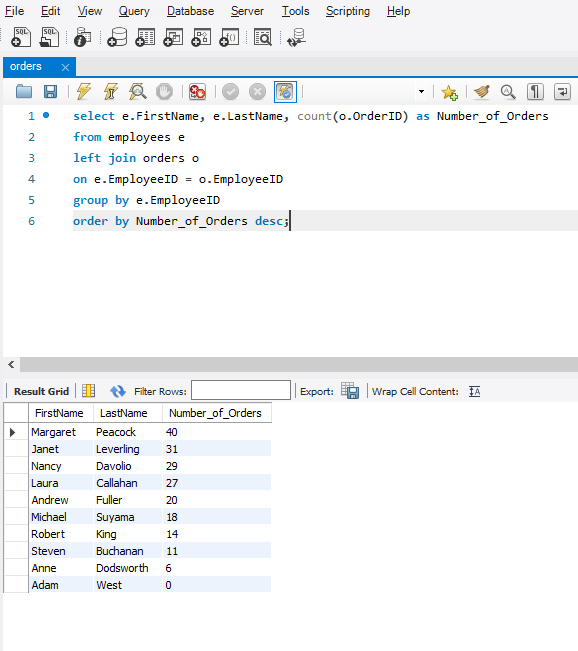 File Edit View Query Database Server Tools Scripting Help
SQL SQL
orders
1 select e.FirstName, e.LastName, count(o.OrderID) as Number_of_Orders
2 from employees e
3 left join orders o
4 on e.EmployeeID = o.EmployeeID
5 group by e.EmployeeID
6 order by Number_of_Orders desc;
Result Grid Filter Rows: Export: Wrap Cell Content: IA
FirstName LastName Number_of_Orders
Margaret Peacock 40
Janet Leverling 31
Nancy Davolio 29
Laura Callahan 27
Andrew Fuller 20
Michael Suyama 18
Robert King 14
Steven Buchanan 11
Anne Dodsworth 6
Adam West 0